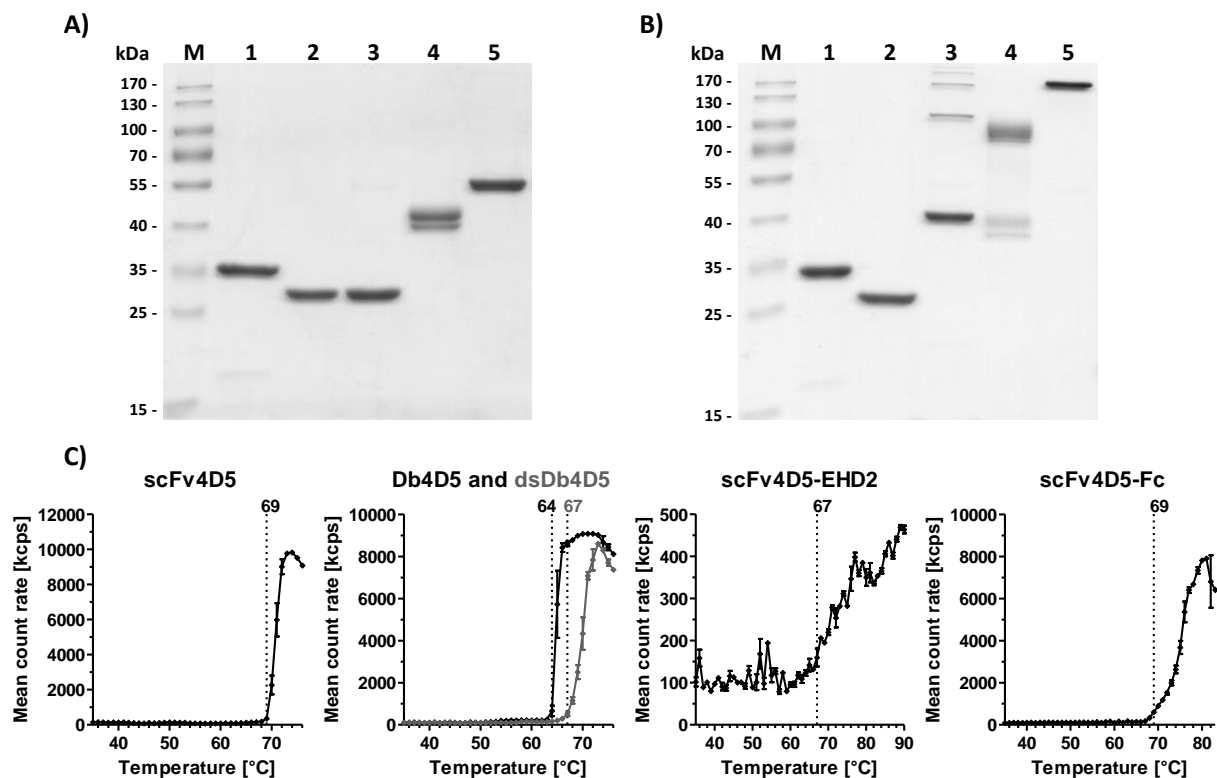 A)
kDa M 1 2 3 4 5
170 -
130 -
100 -
70 -
55 -
40 -
35 -
25 -
15 -
B)
kDa M 1 2 3 4 5
170 -
130 -
100 -
70 -
55 -
40 -
35 -
25 -
15 -
C)
scFv4D5
69
Mean count rate [kcps]
12000
10000
8000
6000
4000
2000
0
40 50 60 70
Temperature [°C]
Db4D5 and dsDb4D5
64 67
Mean count rate [kcps]
10000
8000
6000
4000
2000
0
40 50 60 70
Temperature [°C]
scFv4D5-EHD2
67
Mean count rate [kcps]
500
400
300
200
100
0
40 50 60 70 80 90
Temperature [°C]
scFv4D5-Fc
69
Mean count rate [kcps]
10000
8000
6000
4000
2000
0
40 50 60 70 80
Temperature [°C]